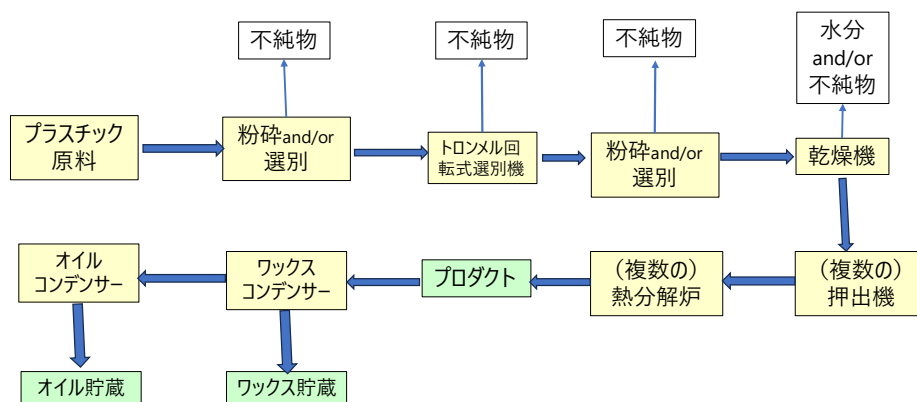 不純物
不純物
不純物
水分
and/or
不純物
プラスチック
原料
粉砕and/or
選別
トロンメル回
転式選別機
粉砕and/or
選別
乾燥機
オイル
コンデンサー
ワックス
コンデンサー
プロダクト
（複数の）
熱分解炉
（複数の）
押出機
オイル貯蔵
ワックス貯蔵